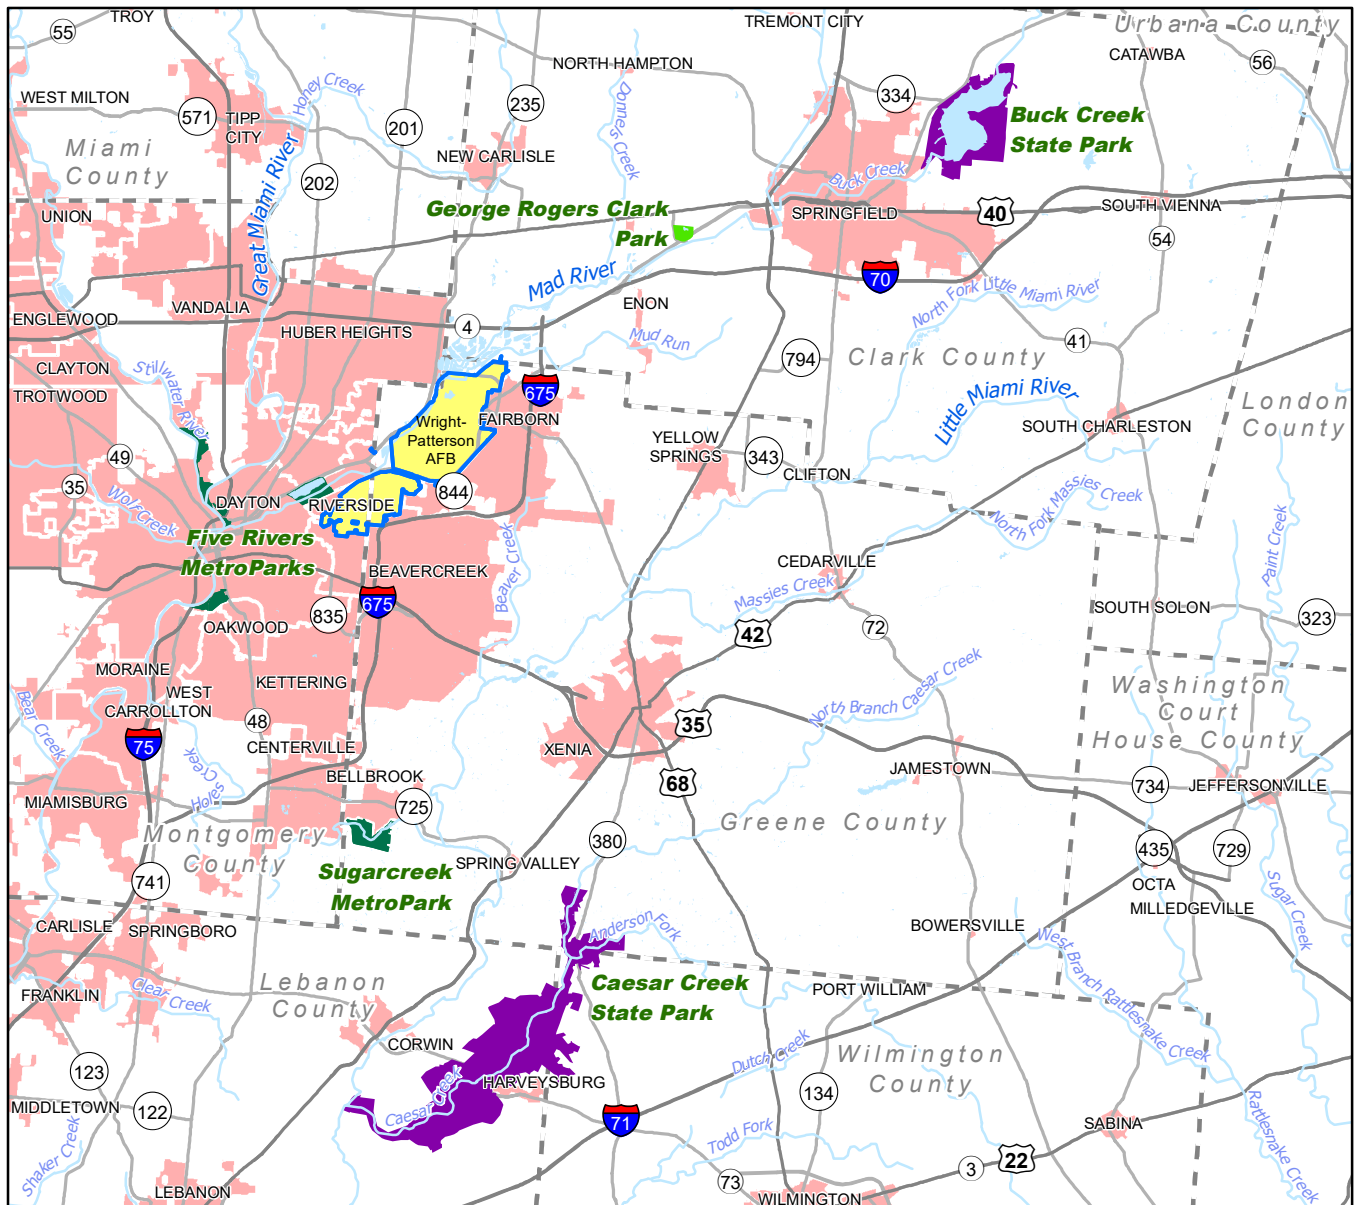 TROY
TREMONT CITY
Urbana County
55
CATAWBA
56
NORTH HAMPTON
WEST MILTON
Honey Creek
Donnels Creek
334
235
571
TIPP
CITY
201
Buck Creek
State Park
Miami
County
Great Miami River
NEW CARLISLE
202
Buck Creek
UNION
George Rogers Clark
Park
SPRINGFIELD
40
SOUTH VIENNA
54
Mad River
70
North Fork Little Miami River
ENGLEWOOD
VANDALIA
HUBER HEIGHTS
4
ENON
Mud Run
41
CLAYTON
TROTWOOD
Stillwater River
794
Clark County
675
Little Miami River
London
County
Wright-
Patterson
AFB
FAIRBORN
YELLOW
SPRINGS
SOUTH CHARLESTON
49
343
CLIFTON
35
Wolf Creek
DAYTON
RIVERSIDE
844
North Fork Massies Creek
Paint Creek
Five Rivers
MetroParks
Beaver Creek
BEAVERCREEK
CEDARVILLE
Massies Creek
675
835
OAKWOOD
42
72
SOUTH SOLON
323
MORAINE
WEST
CARROLLTON
KETTERING
Bear Creek
North Branch Caesar Creek
Washington
Court
House County
48
35
75
CENTERVILLE
XENIA
Holes Creek
BELLBROOK
68
JAMESTOWN
734
JEFFERSONVILLE
MIAMISBURG
725
Montgomery
County
380
Greene County
435
729
Sugarcreek
MetroPark
SPRING VALLEY
741
OCTA
MILLEDGEVILLE
Sugar Creek
CARLISLE
SPRINGBORO
Anderson Fork
BOWERSVILLE
West Branch Rattlesnake Creek
Lebanon
County
Caesar Creek
State Park
FRANKLIN
Clear Creek
PORT WILLIAM
CORWIN
Dutch Creek
Wilmington
County
123
HARVEYSBURG
Caesar Creek
134
MIDDLETOWN
122
71
Rattlesnake Creek
SABINA
Todd Fork
Shaker Creek
22
3
73
LEBANON
WILMINGTON